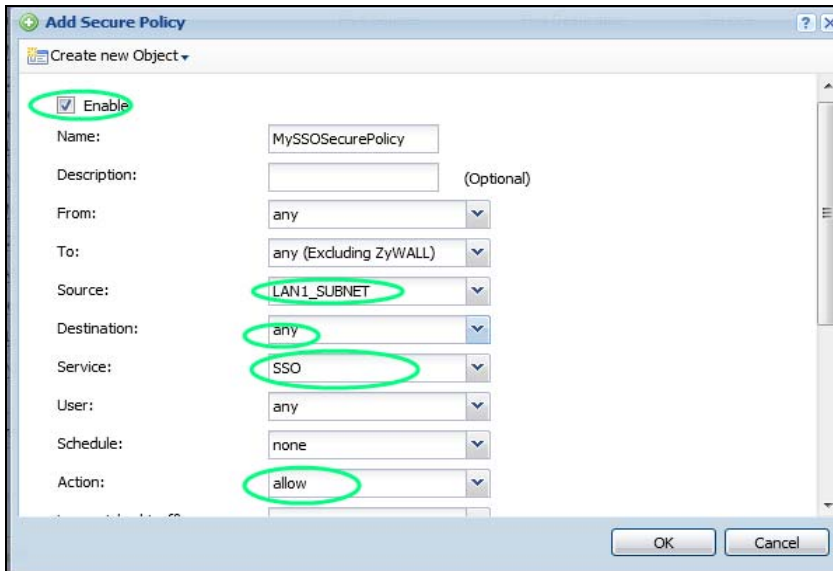 Add Secure Policy
Create new Object
Enable
Name: MySSOSecurePolicy
Description: (Optional)
From: any
To: any (Excluding ZyWALL)
Source: LAN1_SUBNET
Destination: any
Service: SSO
User: any
Schedule: none
Action: allow
OK Cancel